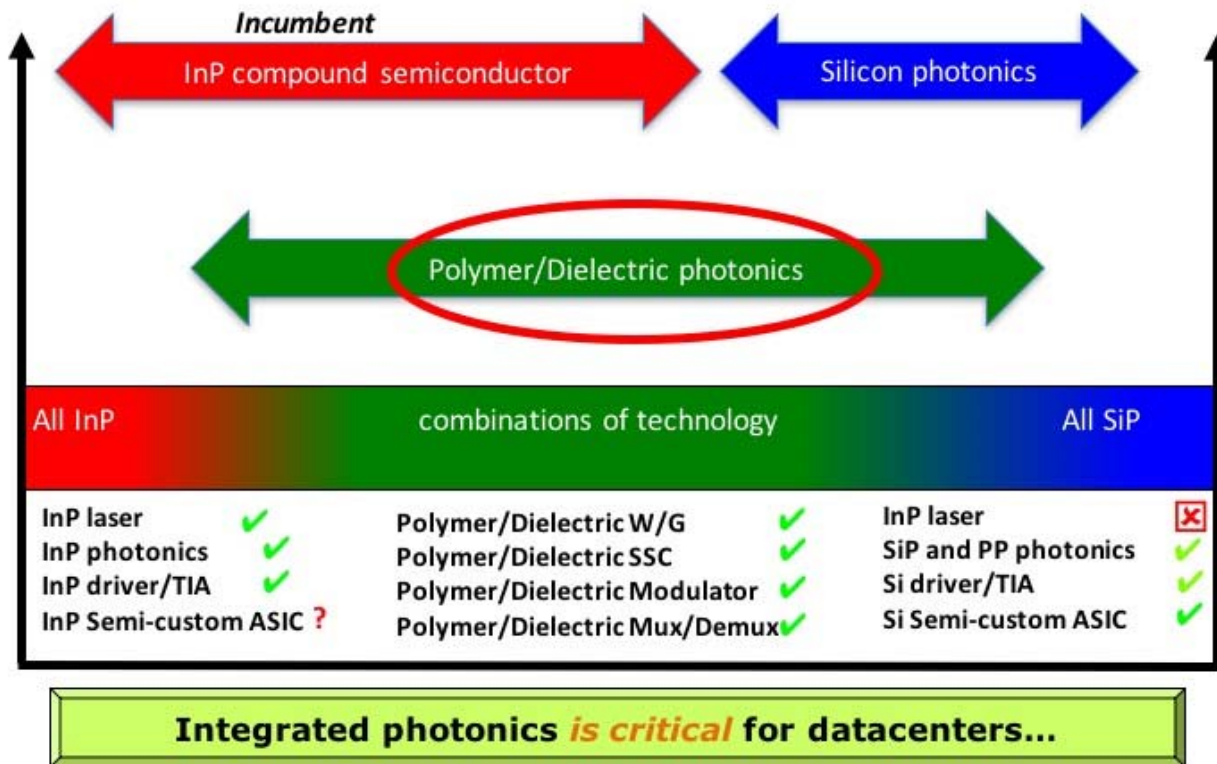 Incumbent
InP compound semiconductor
Silicon photonics
Polymer/Dielectric photonics
All InP
combinations of technology
All SiP
InP laser
InP photonics
InP driver/TIA
InP Semi-custom ASIC ?
Polymer/Dielectric W/G
Polymer/Dielectric SSC
Polymer/Dielectric Modulator
Polymer/Dielectric Mux/Demux
InP laser
SiP and PP photonics
Si driver/TIA
Si Semi-custom ASIC
Integrated photonics is critical for datacenters...